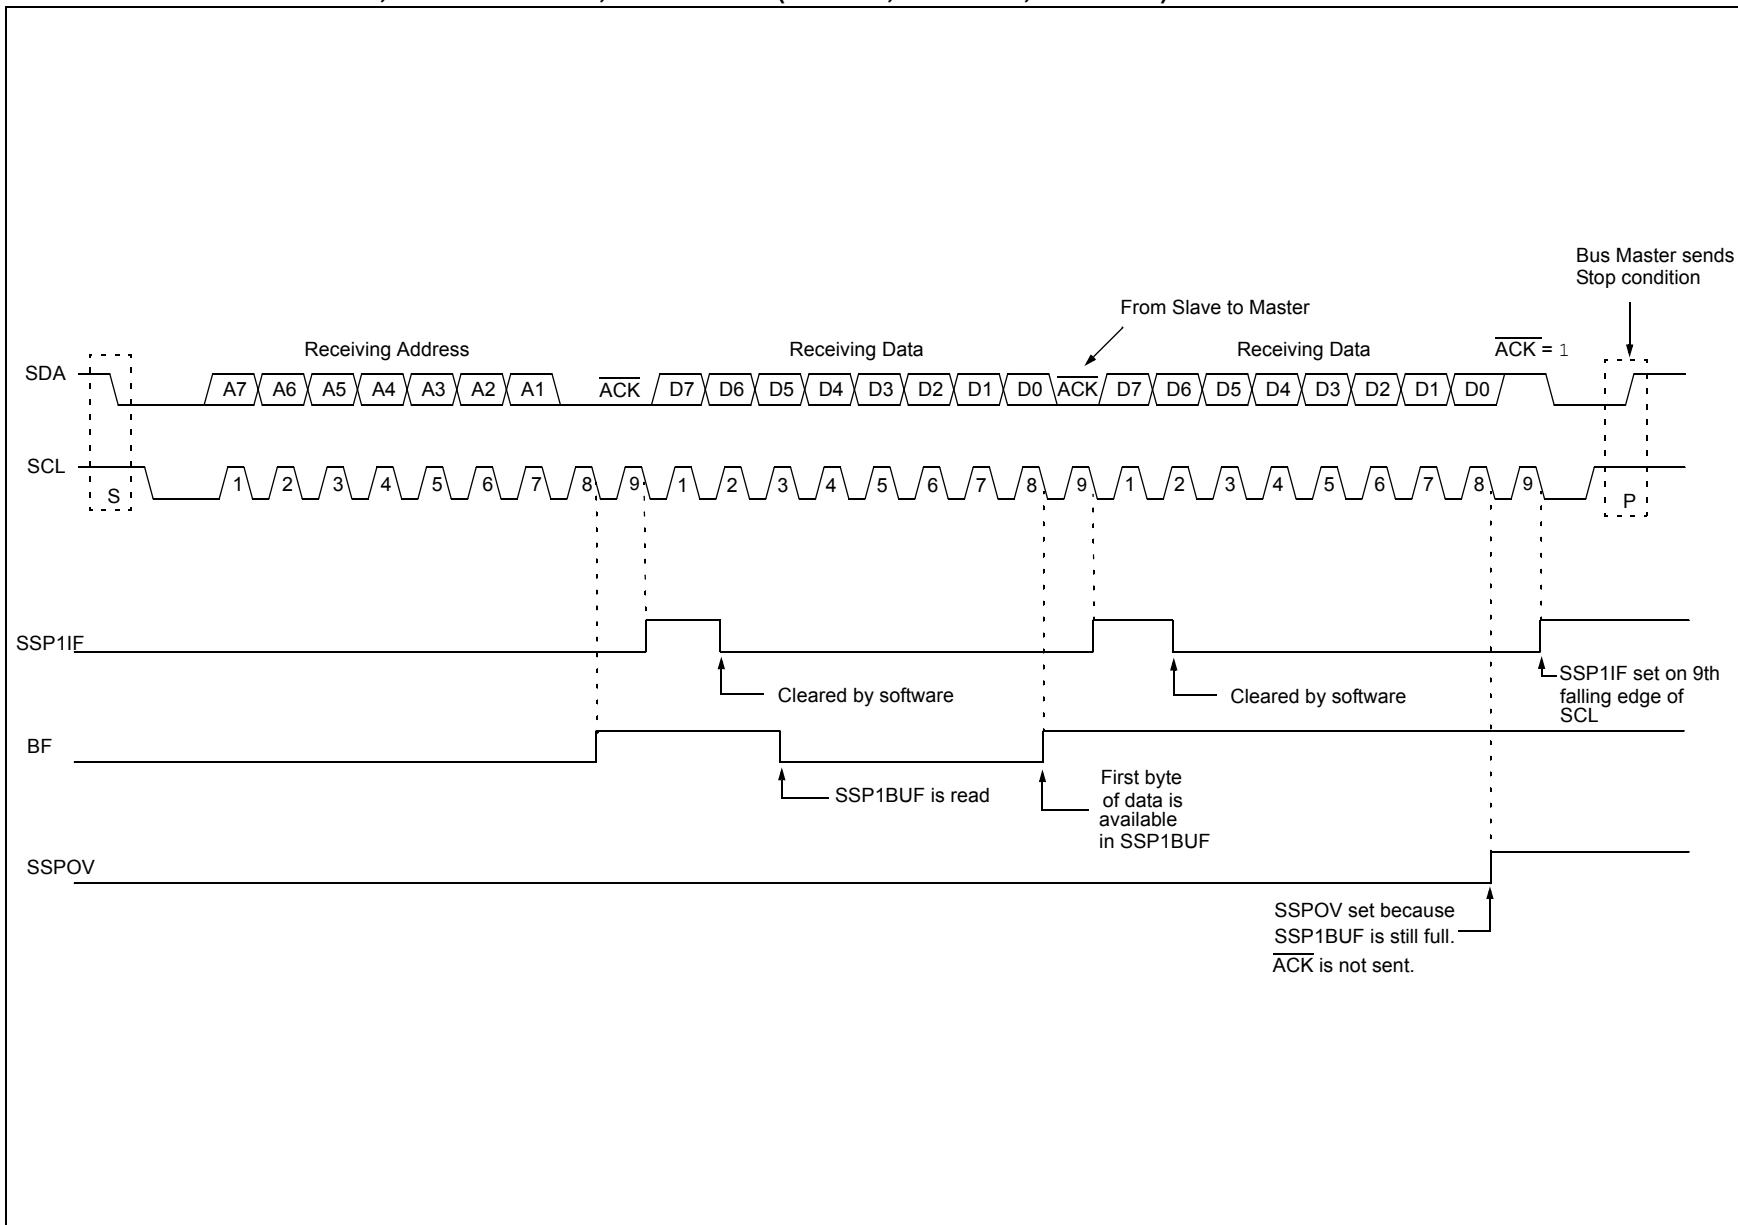 Bus Master sends
Stop condition
From Slave to Master
Receiving Address
Receiving Data
Receiving Data
ACK = 1
SDA
A7 A6 A5 A4 A3 A2 A1 ACK D7 D6 D5 D4 D3 D2 D1 D0 ACK D7 D6 D5 D4 D3 D2 D1 D0
SCL
S
1 2 3 4 5 6 7 8 9 1 2 3 4 5 6 7 8 9 1 2 3 4 5 6 7 8 9
P
SSP1IF
Cleared by software
Cleared by software
SSP1IF set on 9th
falling edge of
SCL
BF
SSP1BUF is read
First byte
of data is
available
in SSP1BUF
SSPOV
SSPOV set because
SSP1BUF is still full.
ACK is not sent.